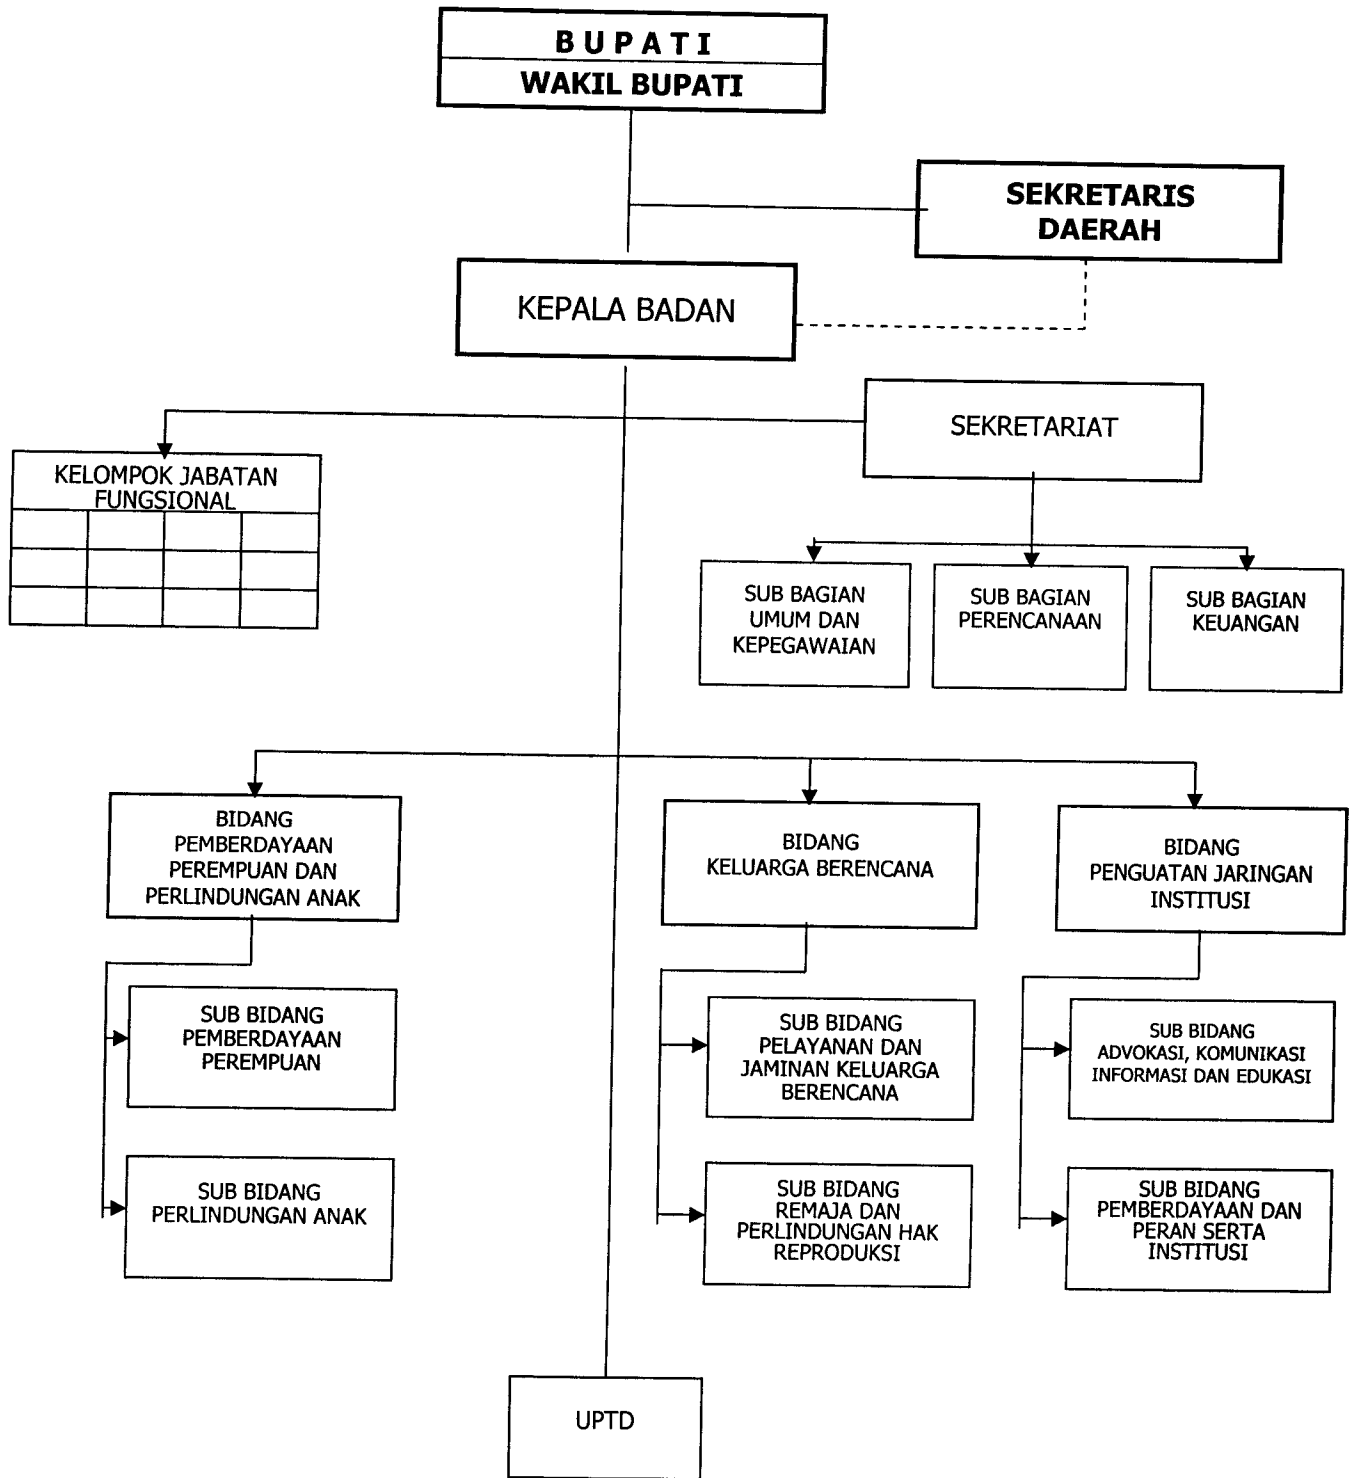 B U P A T I
WAKIL BUPATI
SEKRETARIS
DAERAH
KEPALA BADAN
SEKRETARIAT
KELOMPOK JABATAN
FUNGSIONAL
SUB BAGIAN
UMUM DAN
KEPEGAWAIAN
SUB BAGIAN
PERENCANAAN
SUB BAGIAN
KEUANGAN
BIDANG
PEMBERDAYAAN
PEREMPUAN DAN
PERLINDUNGAN ANAK
BIDANG
KELUARGA BERENCANA
BIDANG
PENGUATAN JARINGAN
INSTITUSI
SUB BIDANG
PEMBERDAYAAN
PEREMPUAN
SUB BIDANG
PELAYANAN DAN
JAMINAN KELUARGA
BERENCANA
SUB BIDANG
ADVOKASI, KOMUNIKASI
INFORMASI DAN EDUKASI
SUB BIDANG
PERLINDUNGAN ANAK
SUB BIDANG
REMAJA DAN
PERLINDUNGAN HAK
REPRODUKSI
SUB BIDANG
PEMBERDAYAAN DAN
PERAN SERTA
INSTITUSI
UPTD